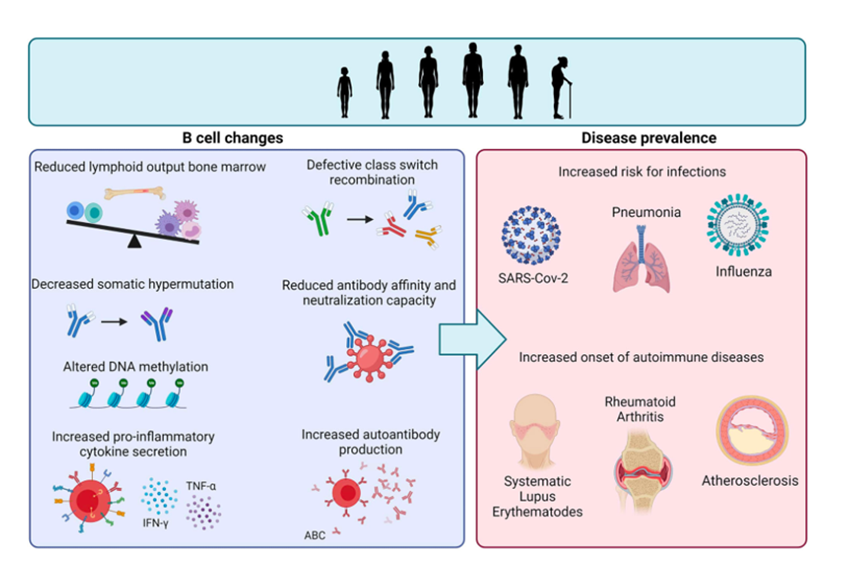 B cell changes
Reduced lymphoid output bone marrow
Defective class switch
recombination
Decreased somatic hypermutation
Reduced antibody affinity and
neutralization capacity
Altered DNA methylation
Increased pro-inflammatory
cytokine secretion
TNF-α
IFN-γ
Increased autoantibody
production
ABC
Disease prevalence
Increased risk for infections
SARS-Cov-2
Pneumonia
Influenza
Increased onset of autoimmune diseases
Systematic
Lupus
Erythematodes
Rheumatoid
Arthritis
Atherosclerosis